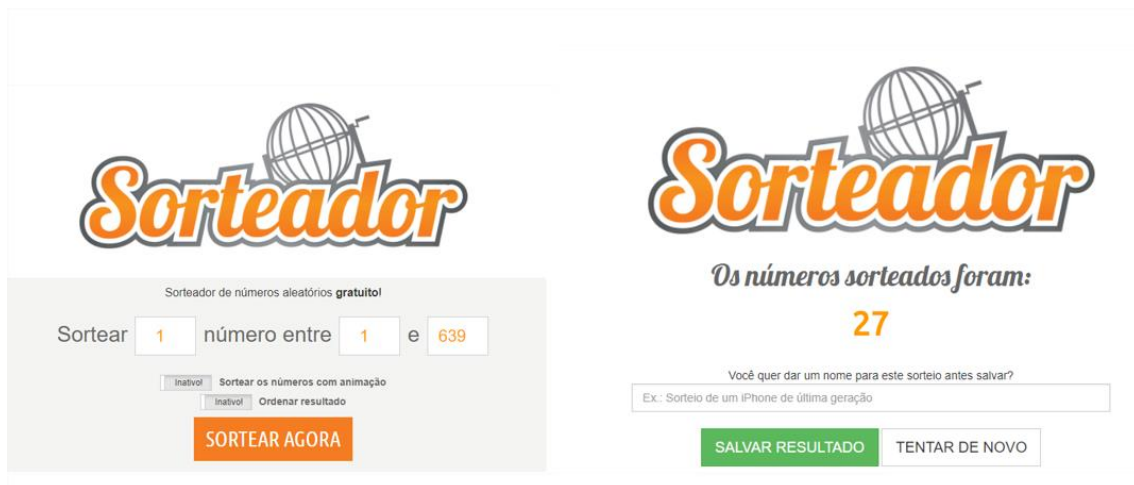 Sorteador
Sorteador de números aleatórios gratuito!
Sortear 1 número entre 1 e 639
Inativo! Sortear os números com animação
Inativo! Ordenar resultado
SORTEAR AGORA
Sorteador
Os números sorteados foram:
27
Você quer dar um nome para este sorteio antes salvar?
Ex.: Sorteio de um iPhone de última geração
SALVAR RESULTADO TENTAR DE NOVO